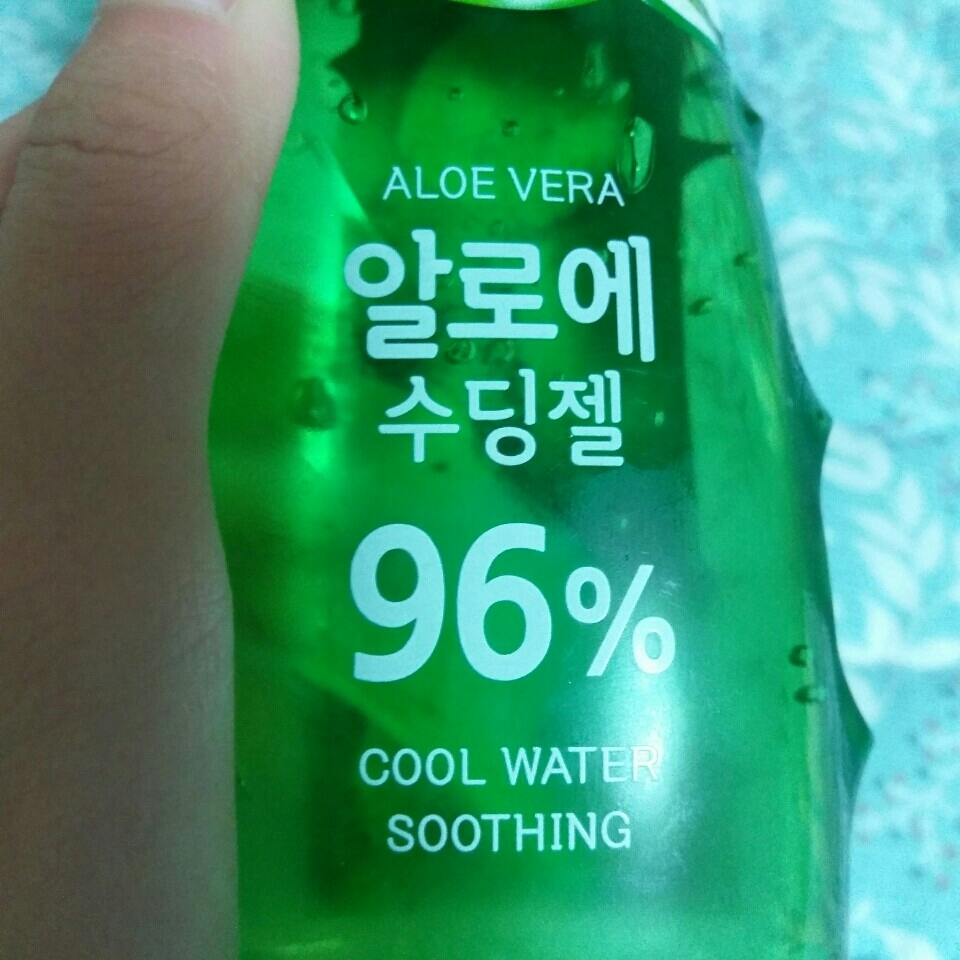 ALOE VERA
알로에
수딩젤
96%
COOL WATER
SOOTHING